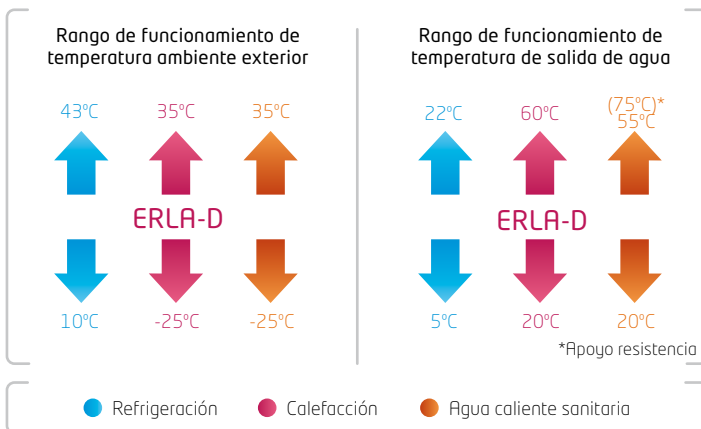 Rango de funcionamiento de
temperatura ambiente exterior
43ºC 35ºC 35ºC
ERLA-D
10ºC -25ºC -25ºC
Rango de funcionamiento de
temperatura de salida de agua
22ºC 60ºC (75ºC)*
55ºC
ERLA-D
5ºC 20ºC 20ºC
*Apoyo resistencia
Refrigeración Calefacción Agua caliente sanitaria